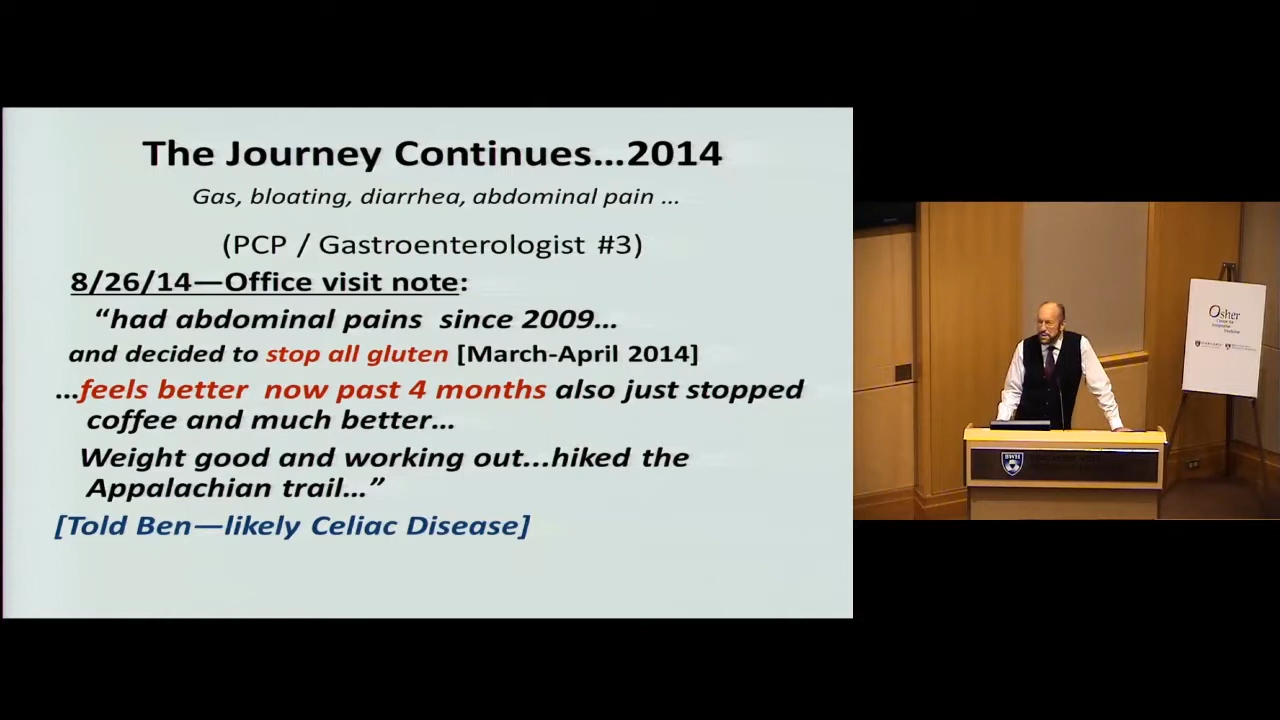 The Journey Continues...2014
Gas, bloating, diarrhea, abdominal pain ...
(PCP / Gastroenterologist #3)
8/26/14—Office visit note:
“had abdominal pains since 2009...
and decided to stop all gluten [March-April 2014]
...feels better now past 4 months also just stopped
coffee and much better...
Weight good and working out...hiked the
Appalachian trail...”
[Told Ben—likely Celiac Disease]
Osher
BWH